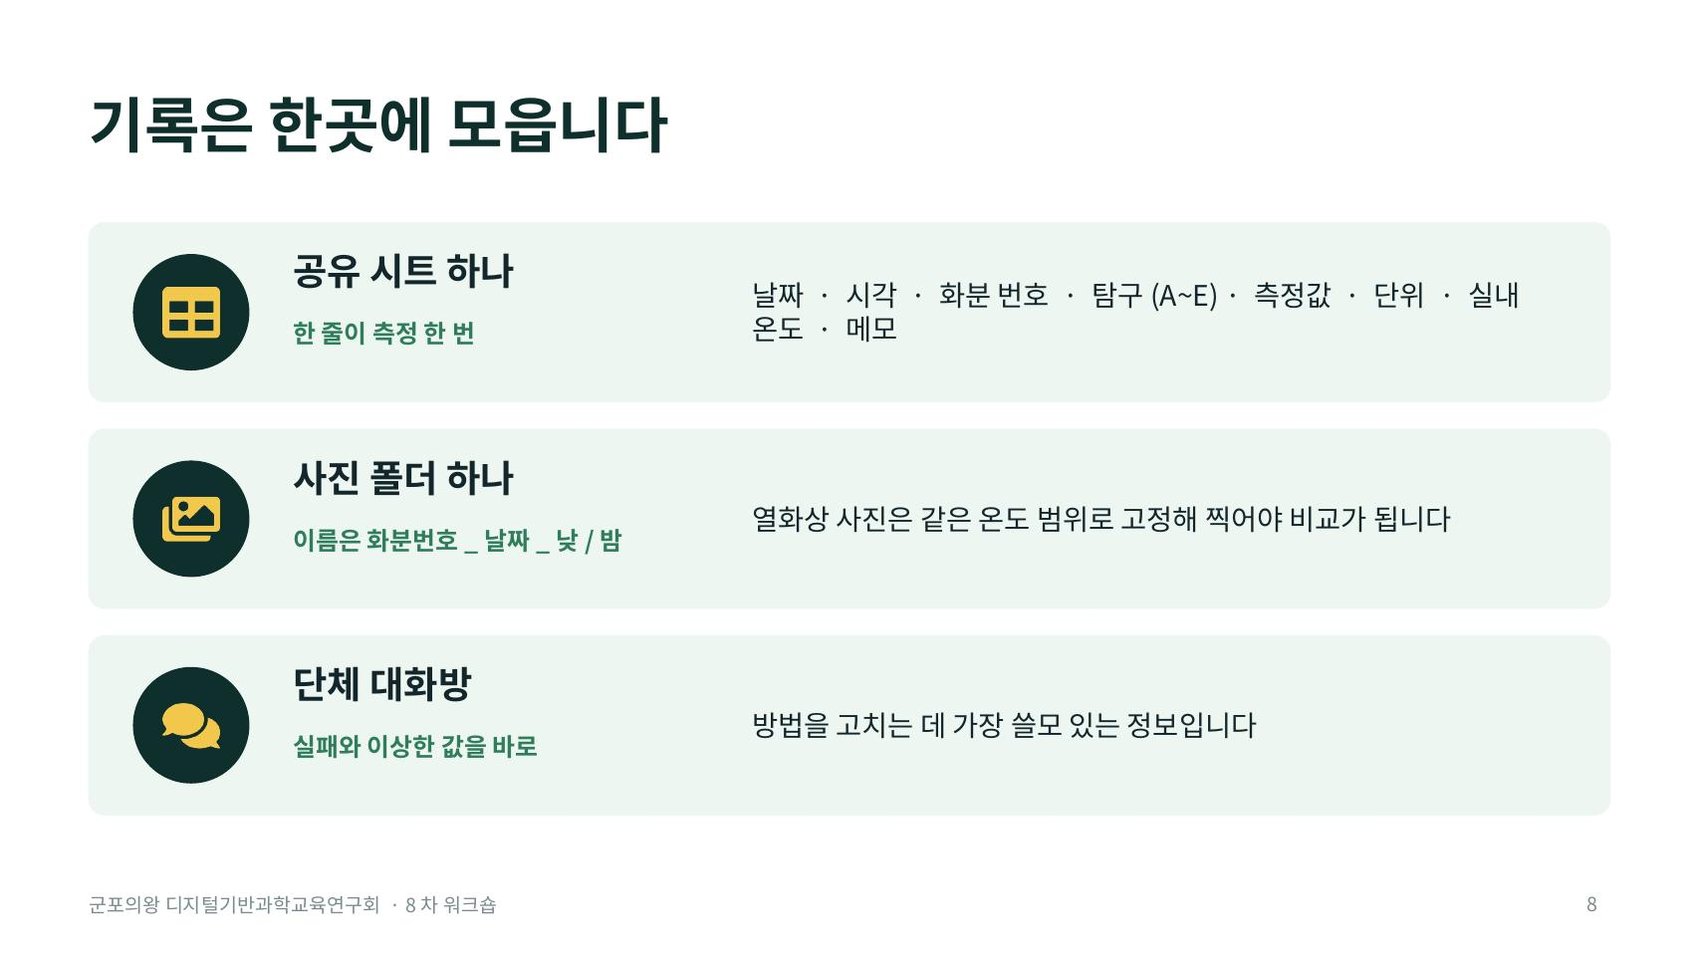 기록은 한곳에 모읍니다
공유 시트 하나
한 줄이 측정 한 번
날짜 · 시각 · 화분 번호 · 탐구 (A~E) · 측정값 · 단위 · 실내
온도 · 메모
사진 폴더 하나
이름은 화분번호 _ 날짜 _ 낮 / 밤
열화상 사진은 같은 온도 범위로 고정해 찍어야 비교가 됩니다
단체 대화방
실패와 이상한 값을 바로
방법을 고치는 데 가장 쓸모 있는 정보입니다
군포의왕 디지털기반과학교육연구회 · 8 차 워크숍
8